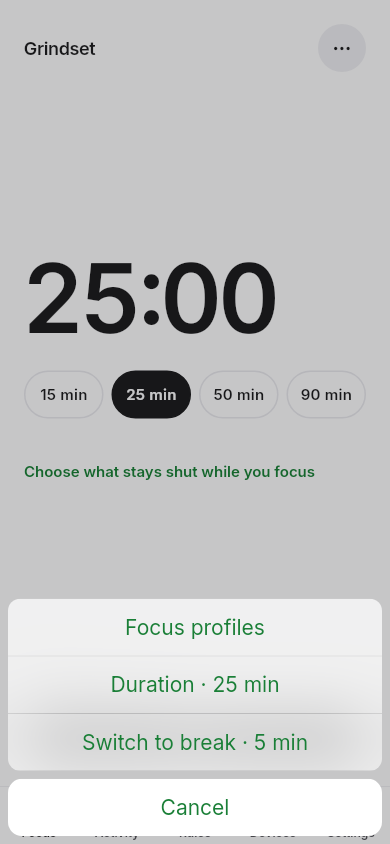 Grindset
25:00
15 min 25 min 50 min 90 min
Choose what stays shut while you focus
Focus profiles
Duration · 25 min
Switch to break · 5 min
Cancel